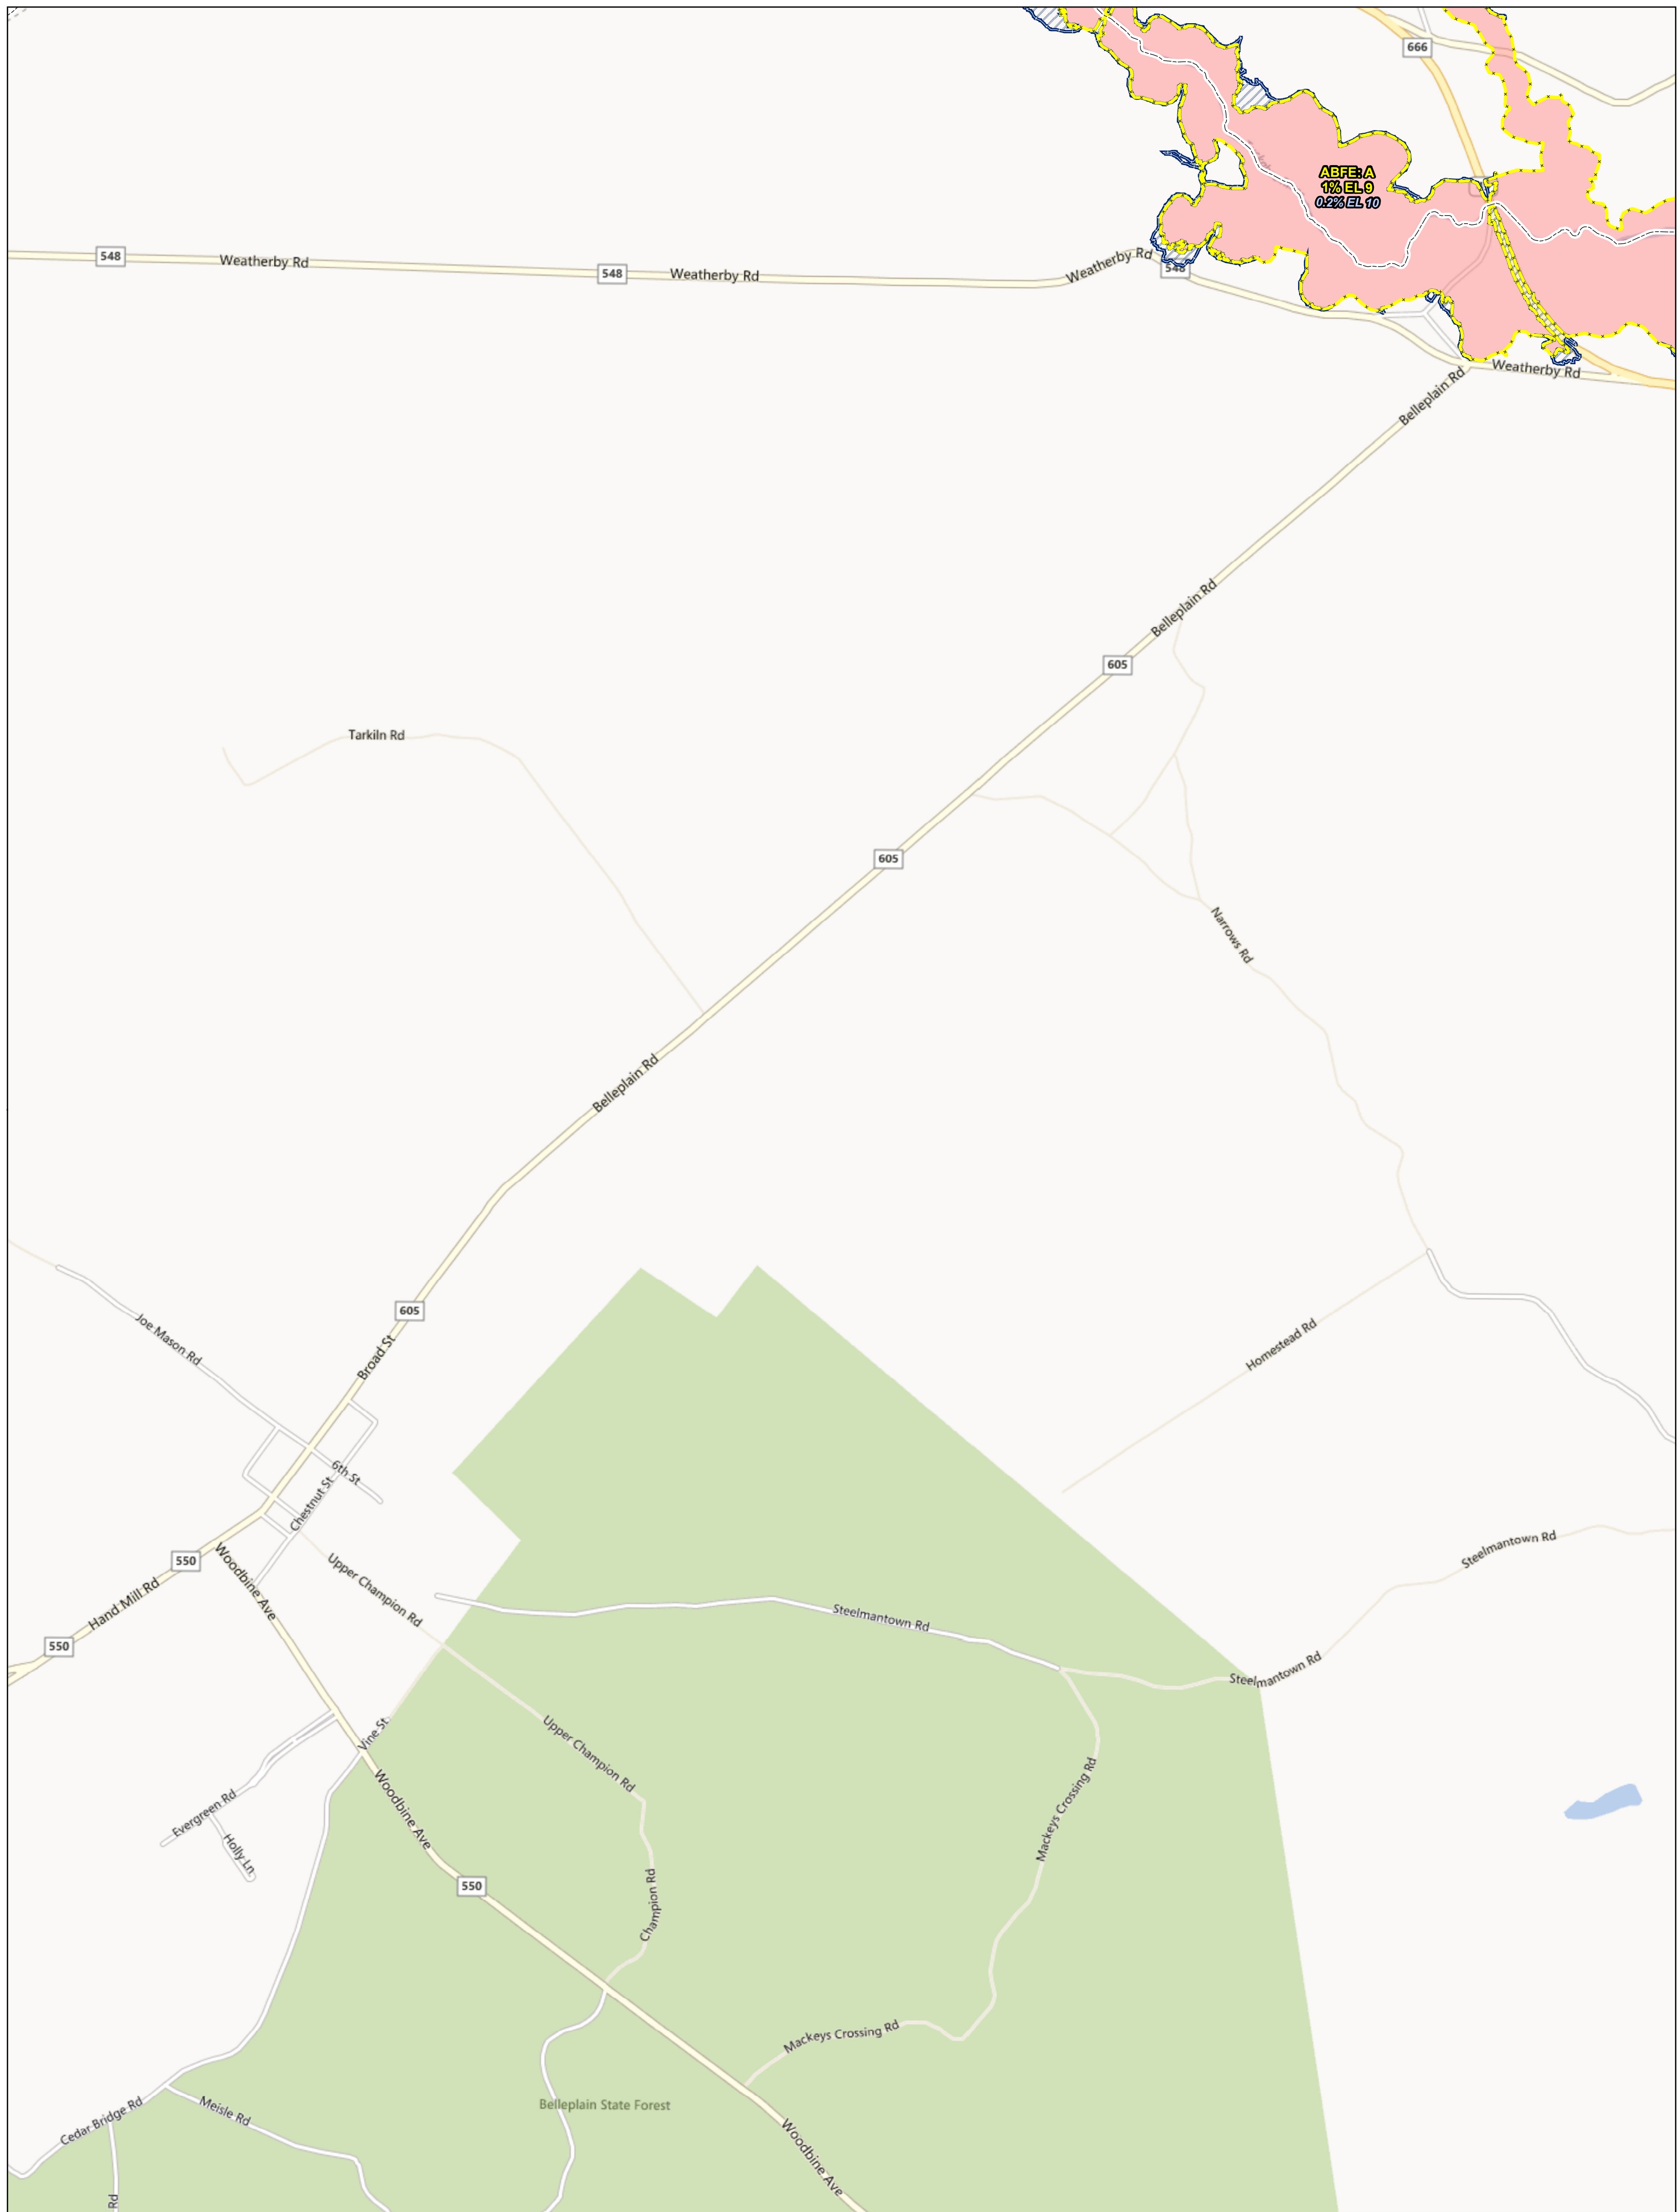 666
ABFE: A
1% EL 9
0.2% EL 10
548
Weatherby Rd
548
Weatherby Rd
Weatherby Rd
548
Weatherby Rd
Belleplain Rd
Belleplain Rd
605
Tarkiln Rd
605
Narrows Rd
Belleplain Rd
605
Joe Mason Rd
Broad St
Homestead Rd
6th St
Chestnut St
550
Woodbine Ave
Upper Champion Rd
Hand Mill Rd
550
Steelmantown Rd
Steelmantown Rd
Steelmantown Rd
Vine St
Upper Champion Rd
Woodbine Ave
Evergreen Rd
Holly Ln
Mackeys Crossing Rd
550
Champion Rd
Mackeys Crossing Rd
Belleplain State Forest
Cedar Bridge Rd
Meisle Rd
Woodbine Ave
Rd